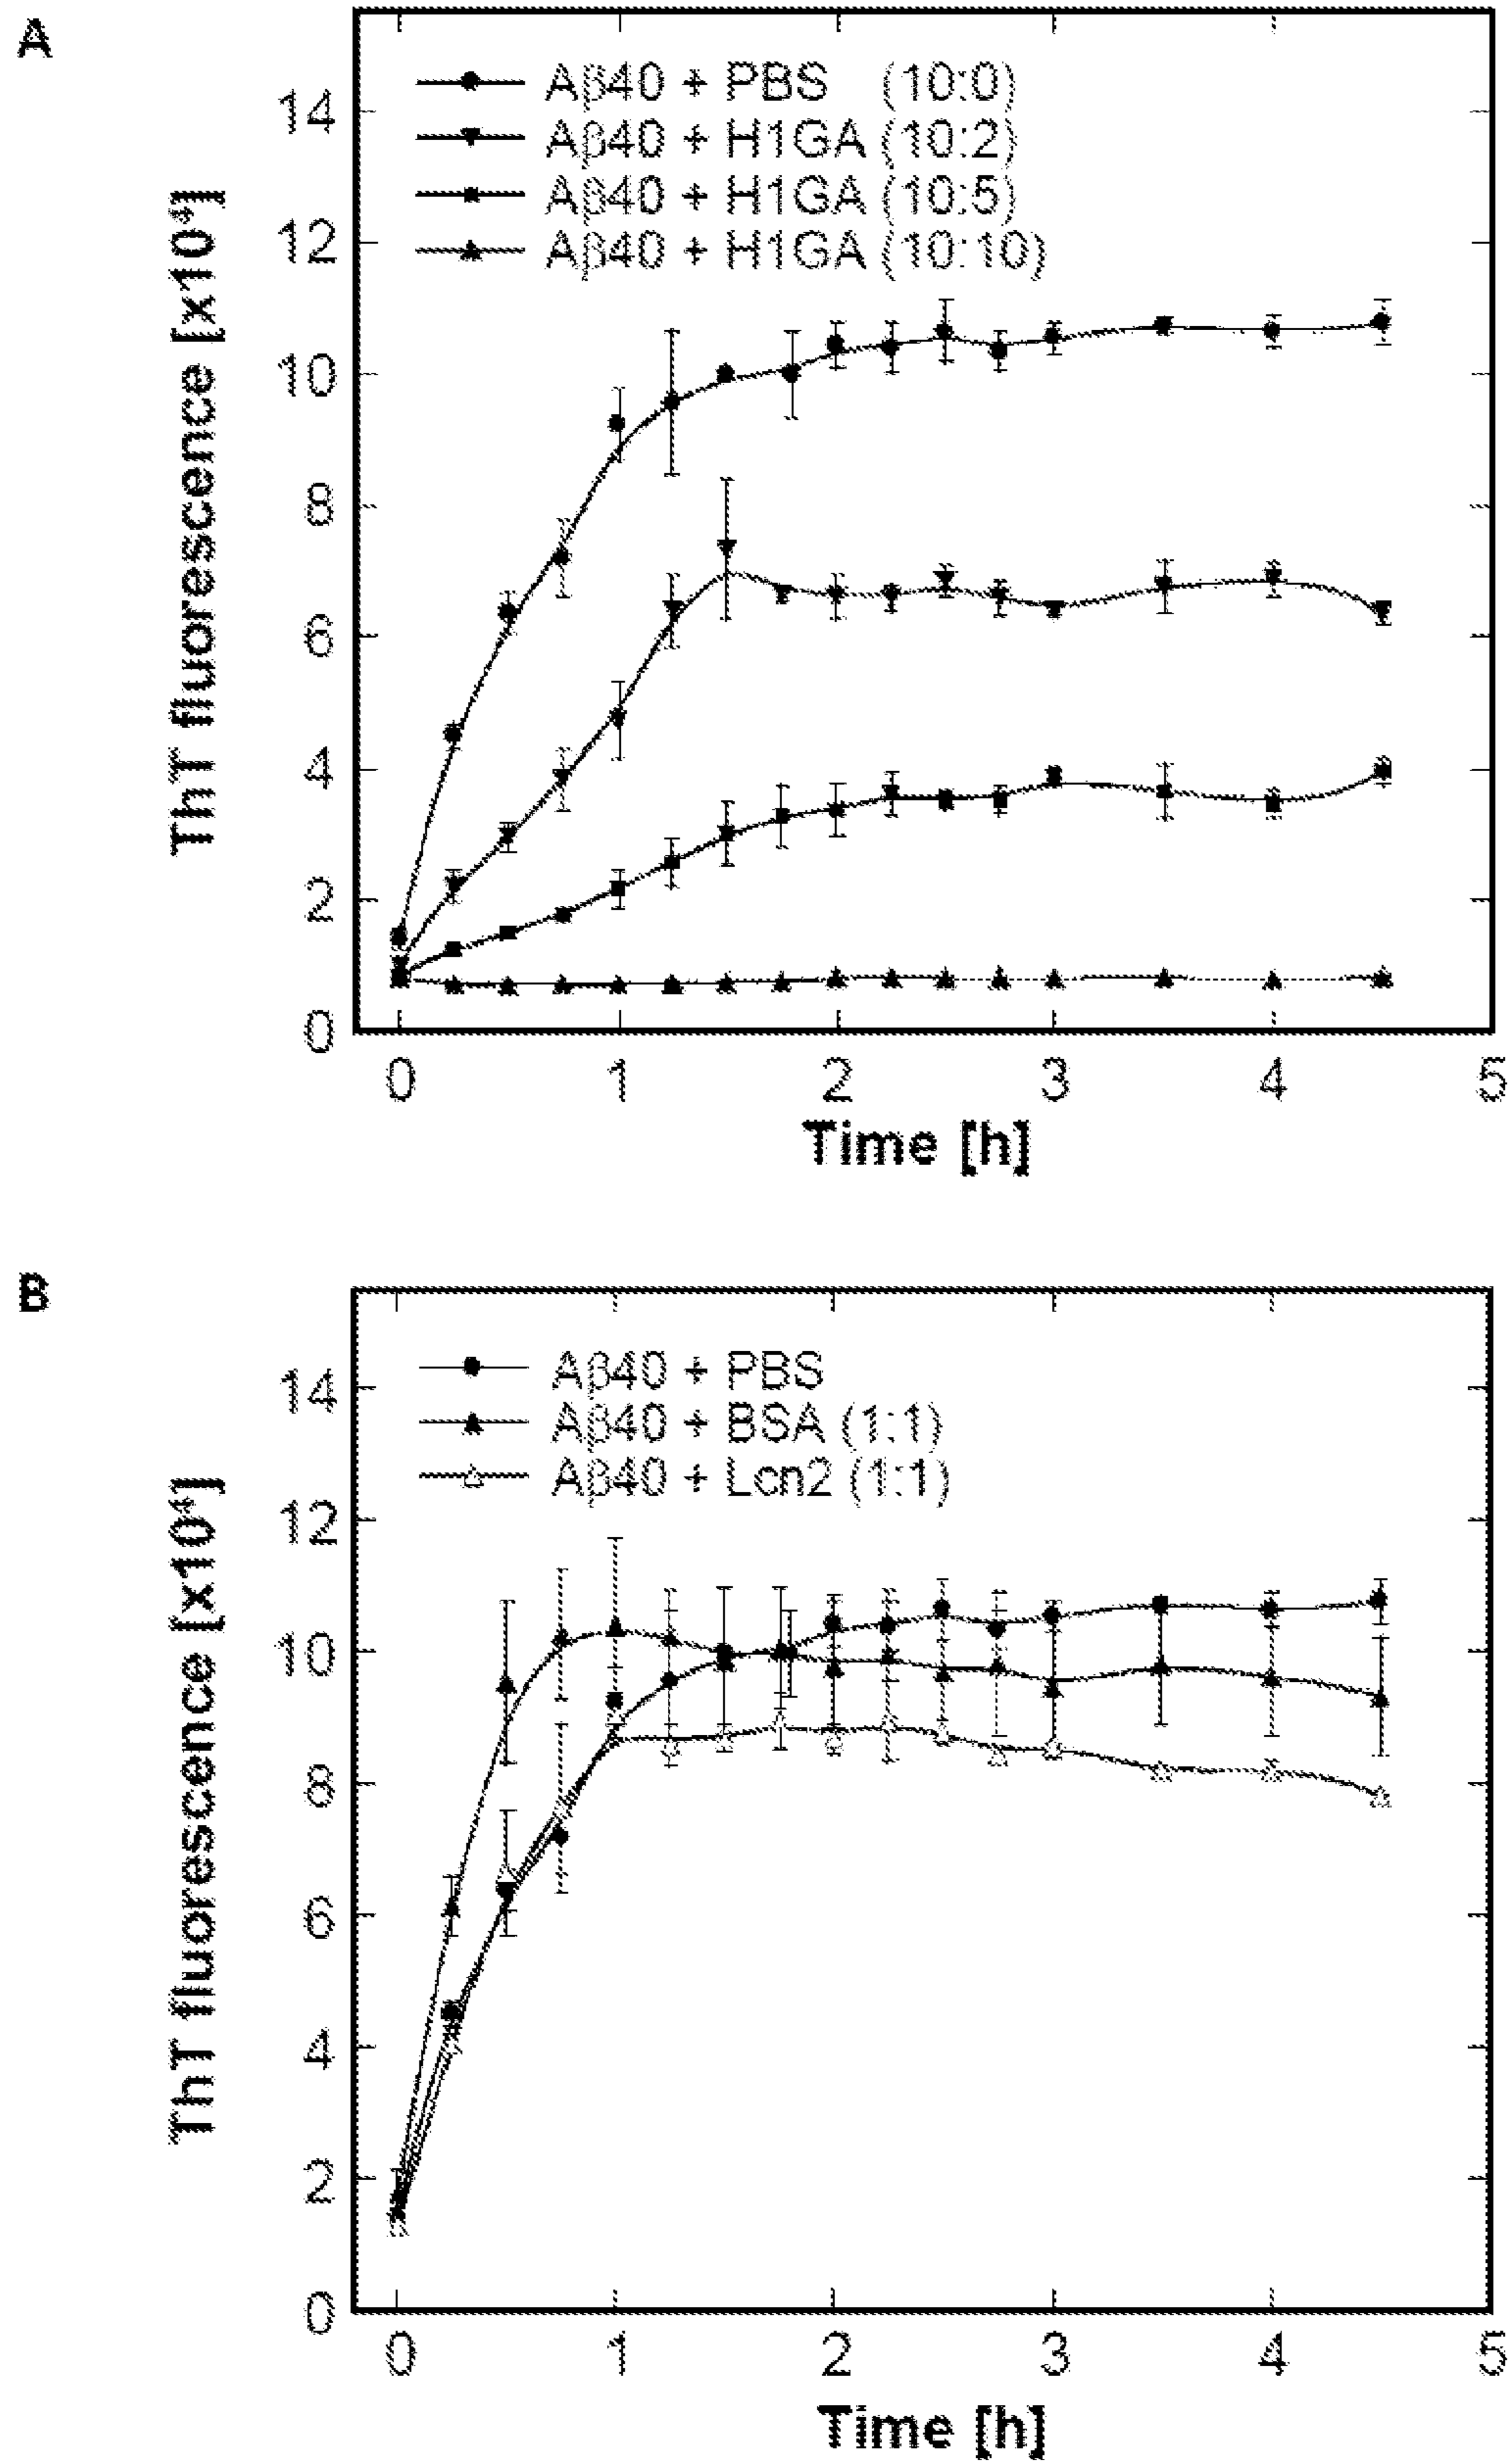 A
Aβ40 + PBS (10:0)
Aβ40 + H1GA (10:2)
Aβ40 + H1GA (10:5)
Aβ40 + H1GA (10:10)
ThT fluorescence [x10⁴]
14
12
10
8
6
4
2
0
0 1 2 3 4 5
Time [h]
B
Aβ40 + PBS
Aβ40 + BSA (1:1)
Aβ40 + Lcn2 (1:1)
ThT fluorescence [x10⁴]
14
12
10
8
6
4
2
0
0 1 2 3 4 5
Time [h]